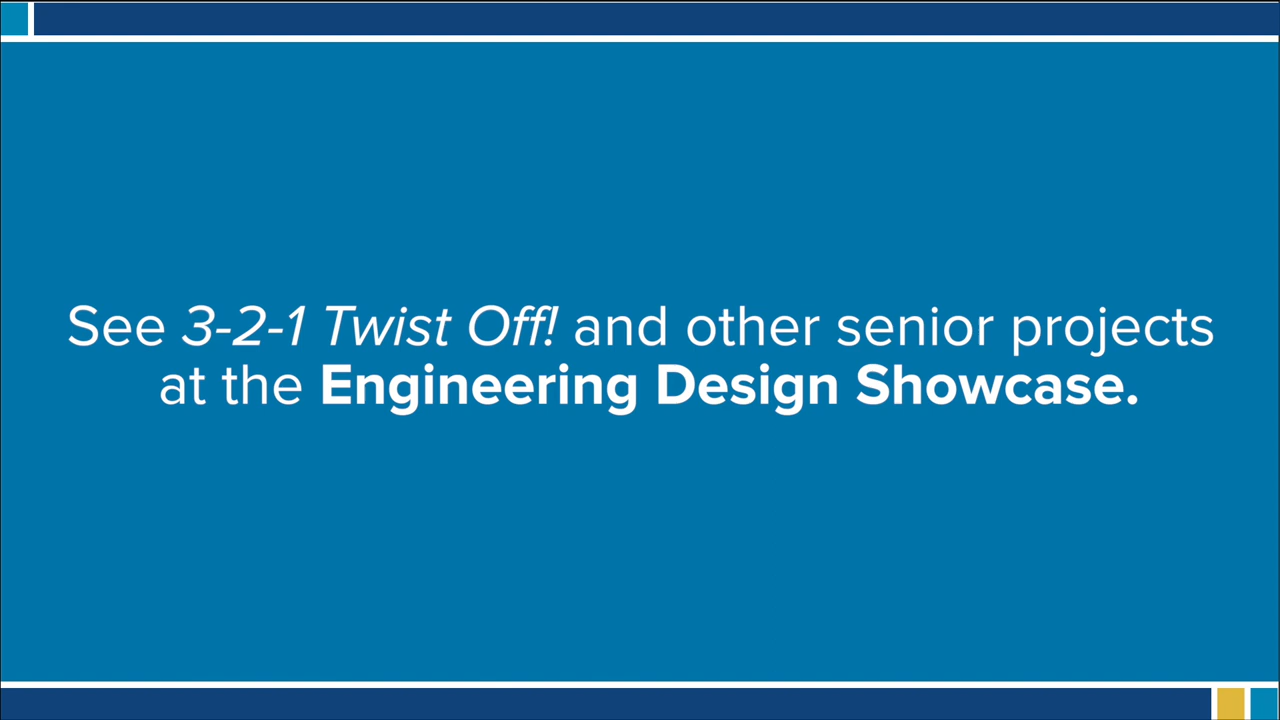 See 3-2-1 Twist Off! and other senior projects
at the Engineering Design Showcase.